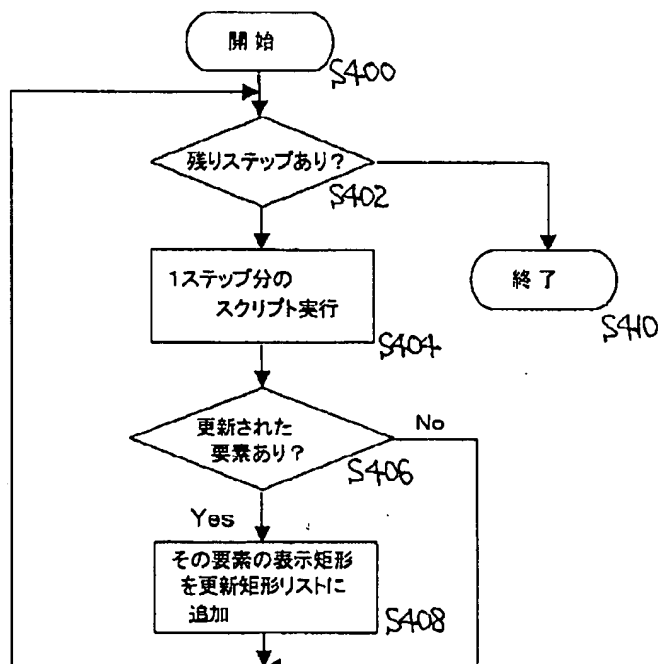 開始
S400
残りステップあり?
S402
1ステップ分の
スクリプト実行
S404
終了
S410
更新された
要素あり?
S406
No
Yes
その要素の表示矩形
を更新矩形リストに
追加
S408